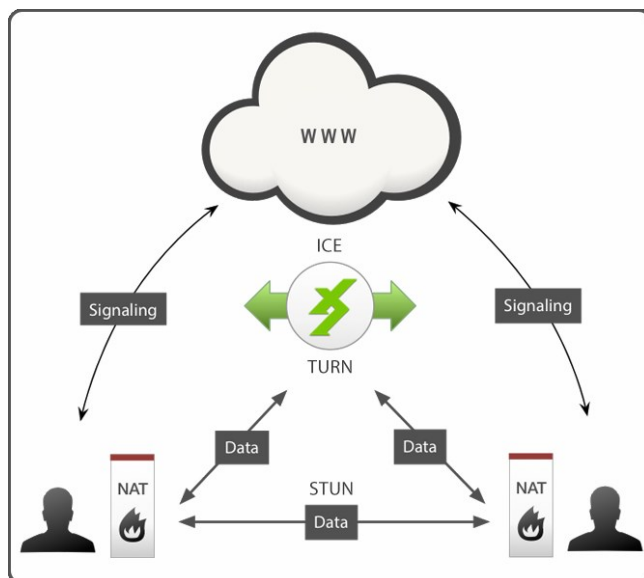 WWW
ICE
Signaling
Signaling
TURN
Data
Data
NAT
STUN
NAT
Data